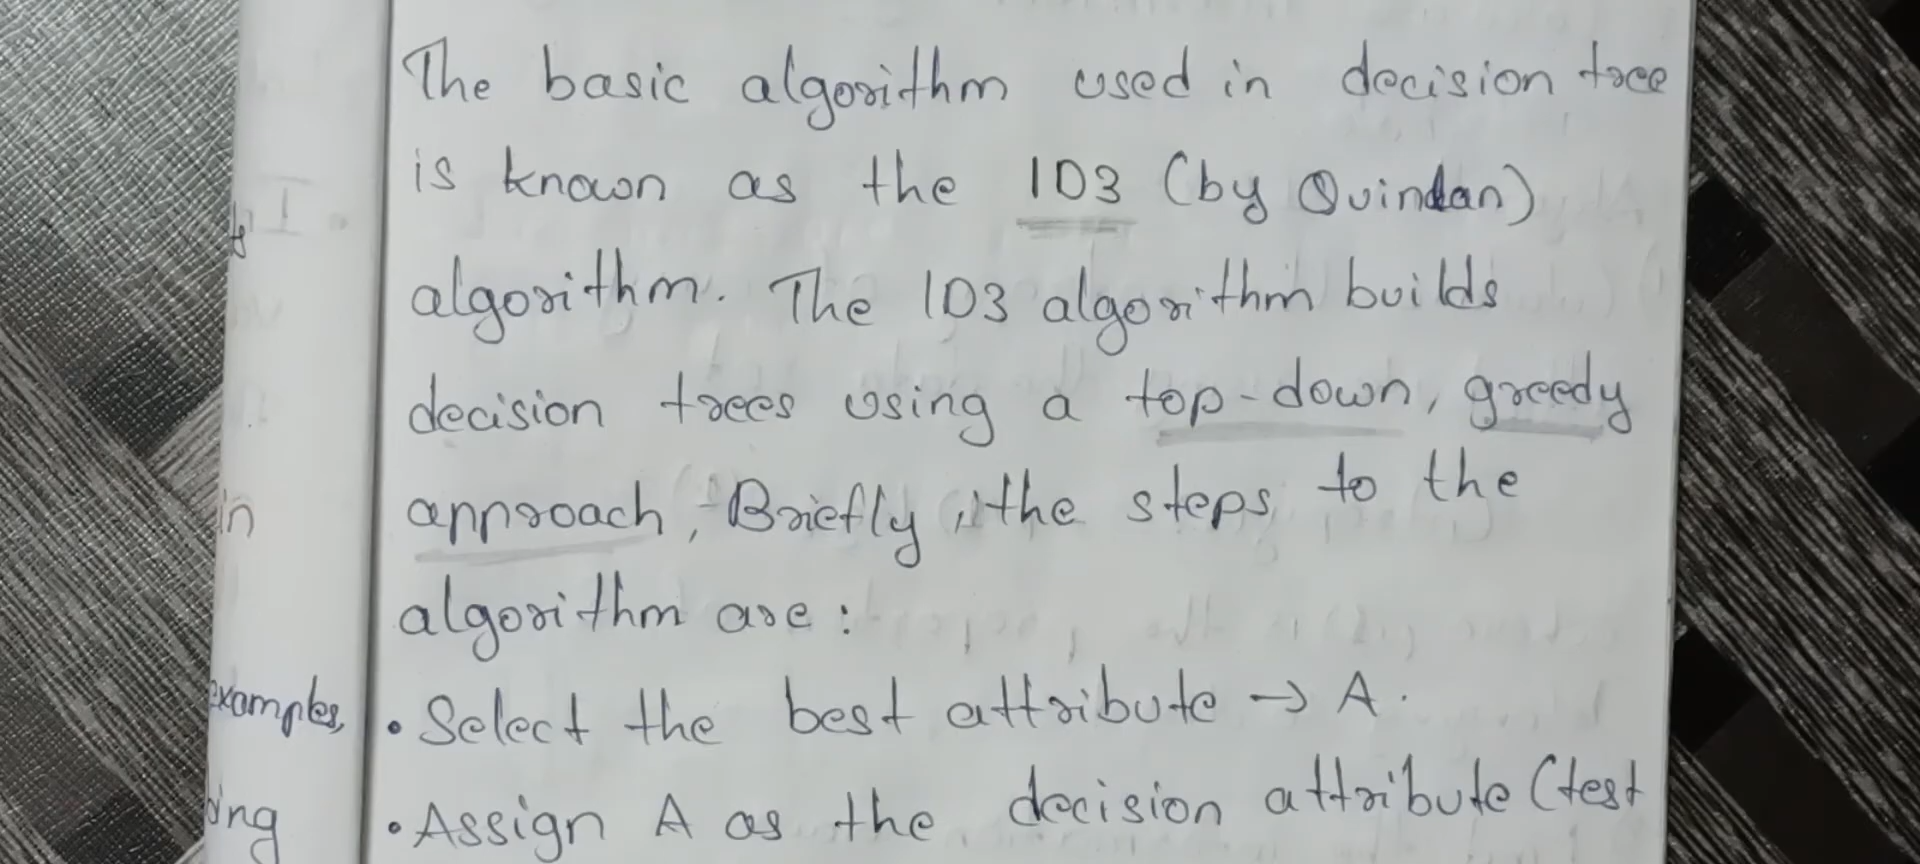 The basic algorithm used in decision tree
is known as the ID3 (by Quindan)
algorithm. The ID3 algorithm builds
decision trees using a top-down, greedy
approach, Briefly, the steps to the
algorithm are:
• Select the best attribute → A.
• Assign A as the decision attribute (test
in
examples,